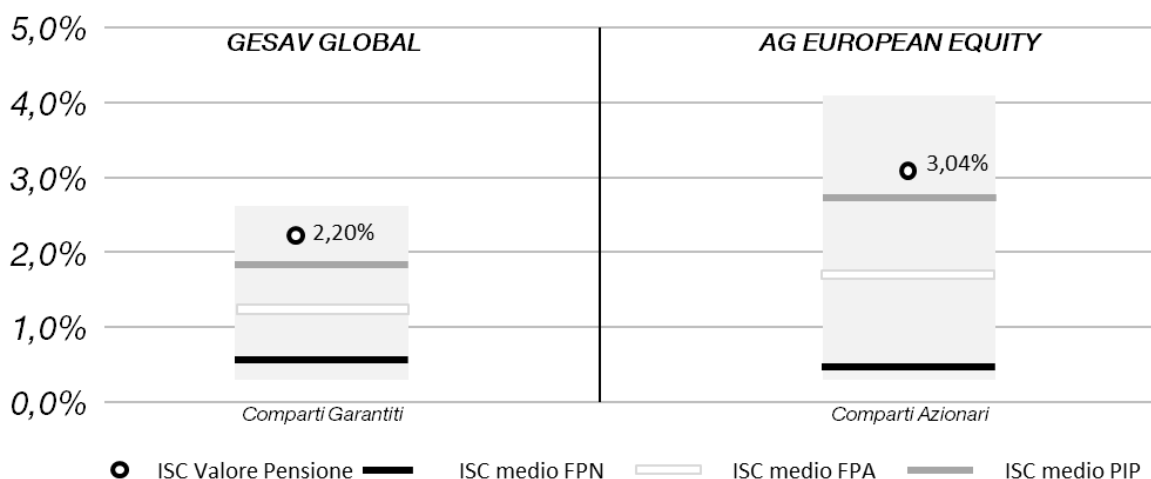 5,0%
GESAV GLOBAL
AG EUROPEAN EQUITY
4,0%
3,0%
3,04%
2,20%
2,0%
1,0%
0,0%
Comparti Garantiti
Comparti Azionari
ISC Valore Pensione
ISC medio FPN
ISC medio FPA
ISC medio PIP